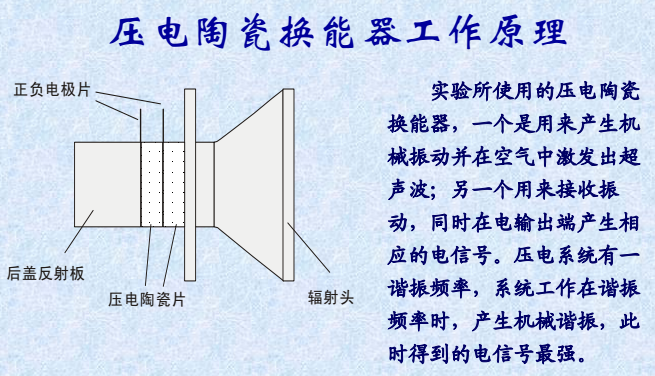 压电陶瓷换能器工作原理
正负电极片
后盖反射板
压电陶瓷片
辐射头
实验所使用的压电陶瓷
换能器，一个是用来产生机
械振动并在空气中激发出超
声波；另一个用来接收振
动，同时在电输出端产生相
应的电信号。压电系统有一
谐振频率，系统工作在谐振
频率时，产生机械谐振，此
时得到的电信号最强。